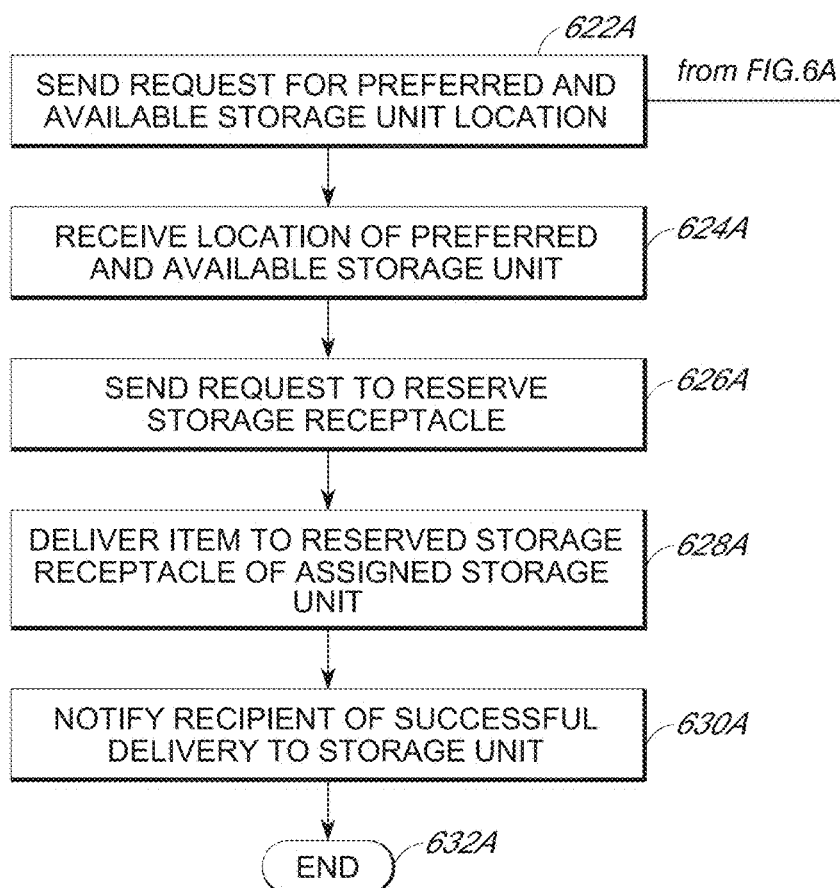 622A
SEND REQUEST FOR PREFERRED AND
AVAILABLE STORAGE UNIT LOCATION
from FIG.6A
RECEIVE LOCATION OF PREFERRED
AND AVAILABLE STORAGE UNIT
624A
SEND REQUEST TO RESERVE
STORAGE RECEPTACLE
626A
DELIVER ITEM TO RESERVED STORAGE
RECEPTACLE OF ASSIGNED STORAGE
UNIT
628A
NOTIFY RECIPIENT OF SUCCESSFUL
DELIVERY TO STORAGE UNIT
630A
END
632A